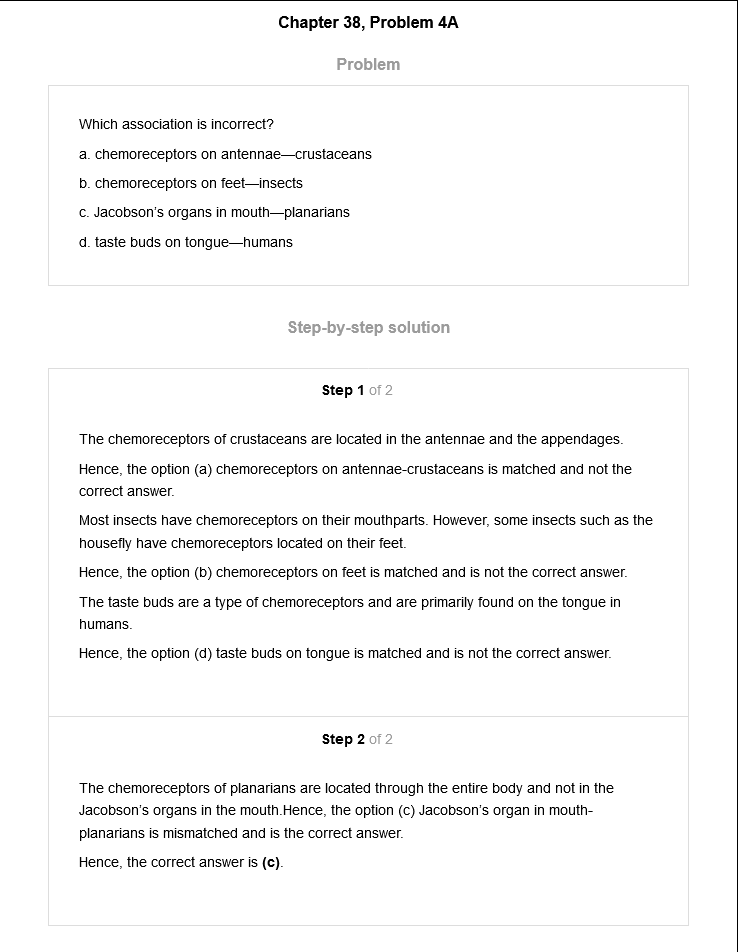 Chapter 38, Problem 4A
Problem
Which association is incorrect?
a. chemoreceptors on antennae—crustaceans
b. chemoreceptors on feet—insects
c. Jacobson’s organs in mouth—planarians
d. taste buds on tongue—humans
Step-by-step solution
Step 1 of 2
The chemoreceptors of crustaceans are located in the antennae and the appendages.
Hence, the option (a) chemoreceptors on antennae-crustaceans is matched and not the
correct answer.
Most insects have chemoreceptors on their mouthparts. However, some insects such as the
housefly have chemoreceptors located on their feet.
Hence, the option (b) chemoreceptors on feet is matched and is not the correct answer.
The taste buds are a type of chemoreceptors and are primarily found on the tongue in
humans.
Hence, the option (d) taste buds on tongue is matched and is not the correct answer.
Step 2 of 2
The chemoreceptors of planarians are located through the entire body and not in the
Jacobson’s organs in the mouth.Hence, the option (c) Jacobson’s organ in mouth-
planarians is mismatched and is the correct answer.
Hence, the correct answer is (c).